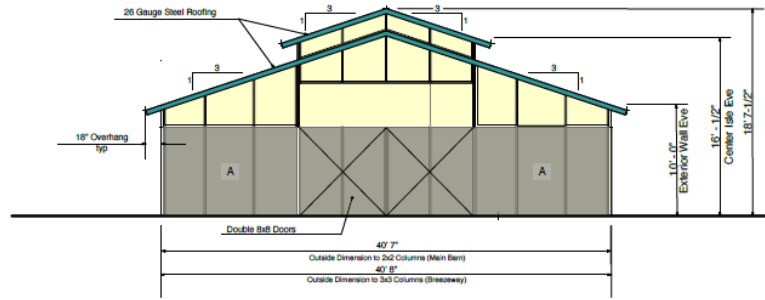 26 Gauge Steel Roofing
3
3
1
1
3
3
1
1
18" Overhang
typ
A
A
Double 8x8 Doors
10' - 0"
Exterior Wall Eve
16' -1/2"
Center Isle Eve
18' 7-1/2"
40' 7"
Outside Dimension to 2x2 Columns (Main Barn)
40' 8"
Outside Dimension to 3x3 Columns (Breezeway)